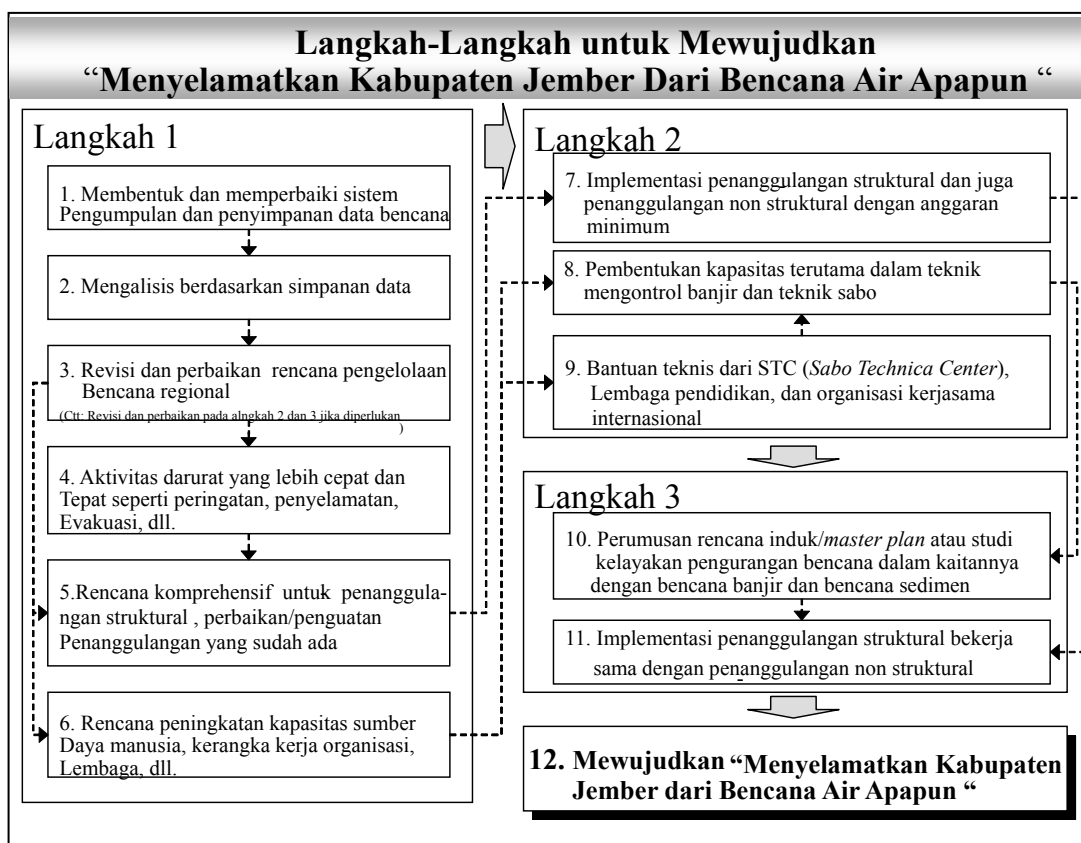 Langkah-Langkah untuk Mewujudkan
“Menyelamatkan Kabupaten Jember Dari Bencana Air Apapun “
Langkah 1
1. Membentuk dan memperbaiki sistem
Pengumpulan dan penyimpanan data bencana
2. Mengalisis berdasarkan simpanan data
3. Revisi dan perbaikan rencana pengelolaan
Bencana regional
(Ctt: Revisi dan perbaikan pada alngkah 2 dan 3 jika diperlukan
)
4. Aktivitas darurat yang lebih cepat dan
Tepat seperti peringatan, penyelamatan,
Evakuasi, dll.
5.Rencana komprehensif untuk penanggula-
ngan struktural , perbaikan/penguatan
Penanggulangan yang sudah ada
6. Rencana peningkatan kapasitas sumber
Daya manusia, kerangka kerja organisasi,
Lembaga, dll.
Langkah 2
7. Implementasi penanggulangan struktural dan juga
penanggulangan non struktural dengan anggaran
minimum
8. Pembentukan kapasitas terutama dalam teknik
mengontrol banjir dan teknik sabo
9. Bantuan teknis dari STC (Sabo Technica Center),
Lembaga pendidikan, dan organisasi kerjasama
internasional
Langkah 3
10. Perumusan rencana induk/master plan atau studi
kelayakan pengurangan bencana dalam kaitannya
dengan bencana banjir dan bencana sedimen
11. Implementasi penanggulangan struktural bekerja
sama dengan penanggulangan non struktural
12. Mewujudkan “Menyelamatkan Kabupaten
Jember dari Bencana Air Apapun “